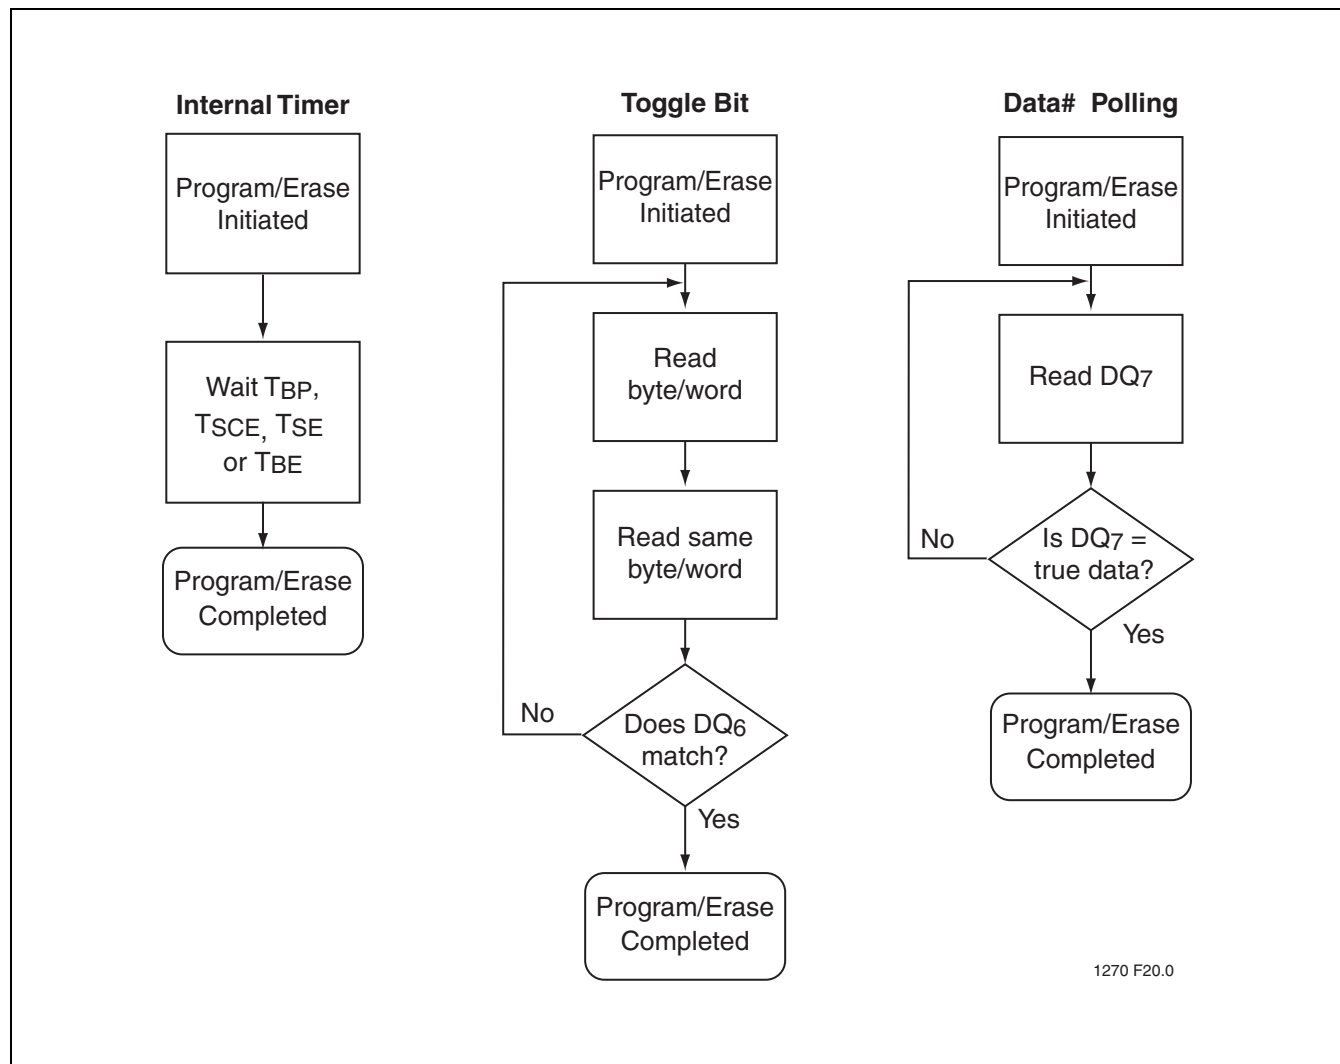 Internal Timer
Program/Erase
Initiated
Wait TBP,
TSCE, TSE
or TBE
Program/Erase
Completed
Toggle Bit
Program/Erase
Initiated
Read
byte/word
Read same
byte/word
No
Does DQ6
match?
Yes
Program/Erase
Completed
Data# Polling
Program/Erase
Initiated
Read DQ7
No
Is DQ7 =
true data?
Yes
Program/Erase
Completed
1270 F20.0